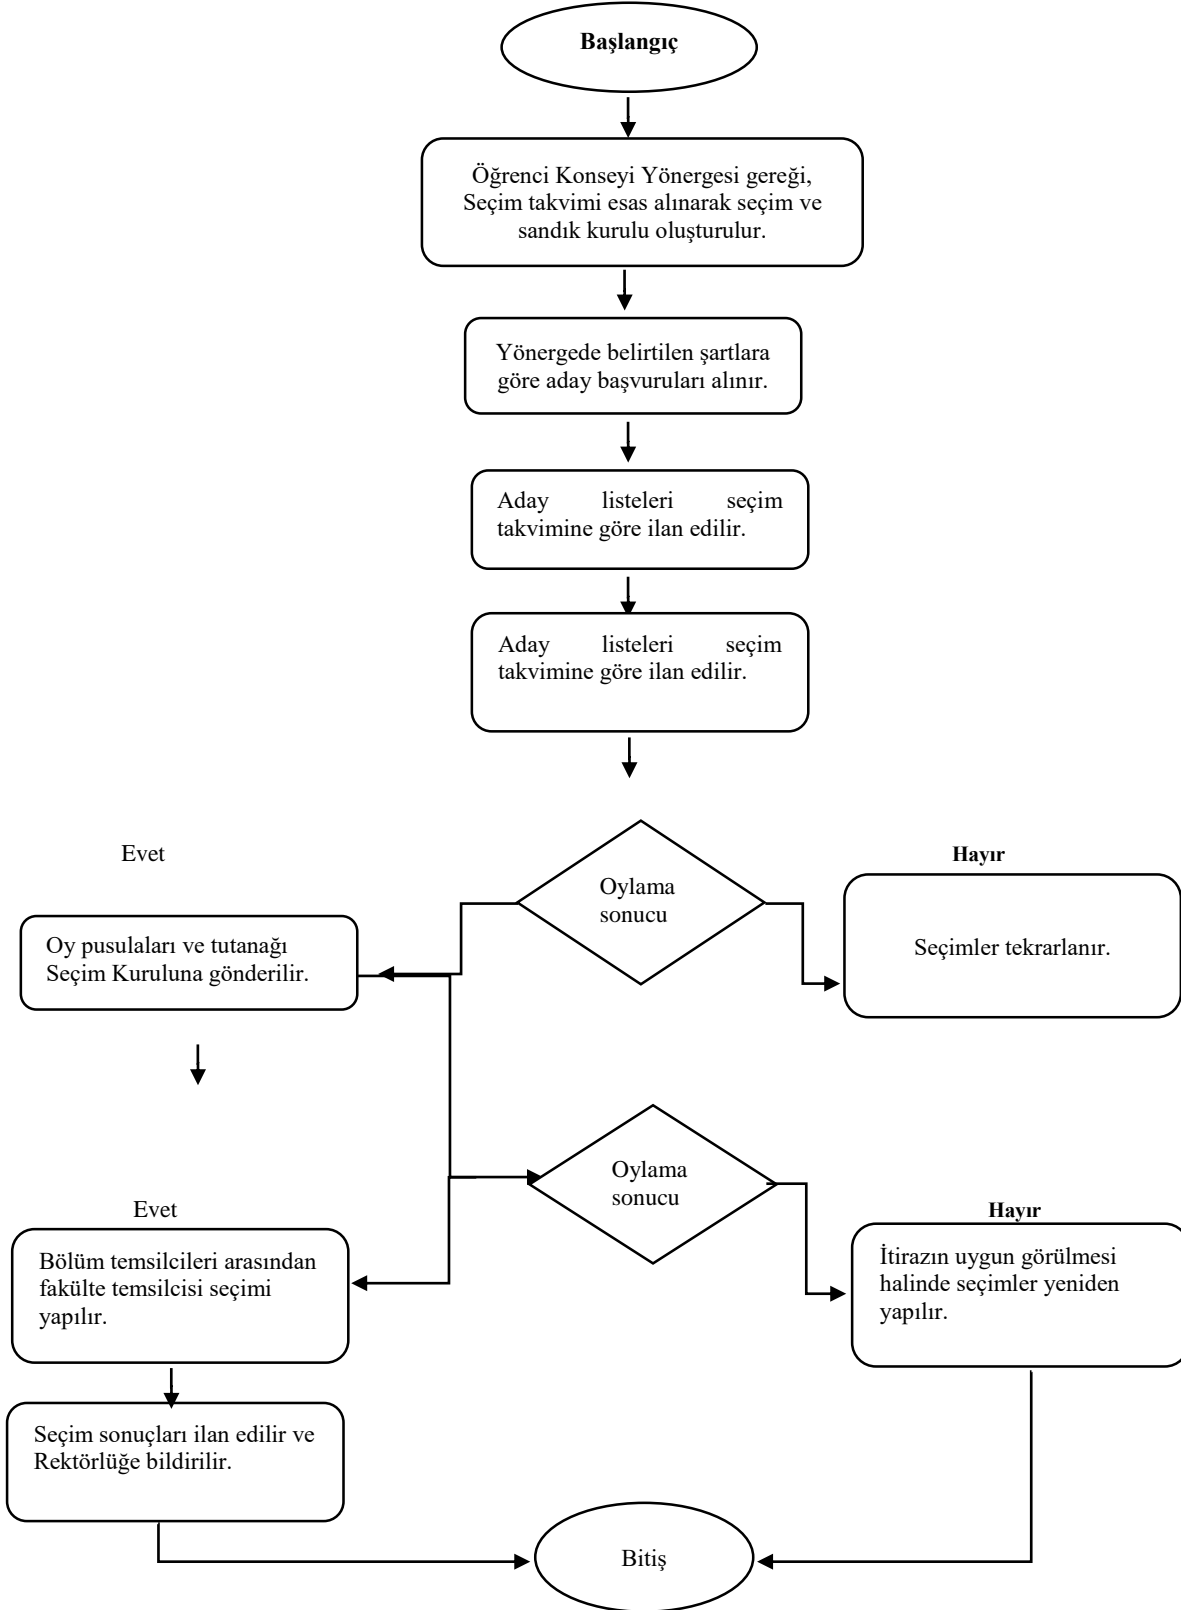 Başlangıç
Öğrenci Konseyi Yönergesi gereği,
Seçim takvimi esas alınarak seçim ve
sandık kurulu oluşturulur.
Yönergede belirtilen şartlara
göre aday başvuruları alınır.
Aday listeleri seçim
takvimine göre ilan edilir.
Aday listeleri seçim
takvimine göre ilan edilir.
Evet
Oylama
sonucu
Hayır
Oy pusulaları ve tutanağı
Seçim Kuruluna gönderilir.
Seçimler tekrarlanır.
Oylama
sonucu
Evet
Hayır
Bölüm temsilcileri arasından
fakülte temsilcisi seçimi
yapılır.
İtirazın uygun görülmesi
halinde seçimler yeniden
yapılır.
Seçim sonuçları ilan edilir ve
Rektörlüğe bildirilir.
Bitiş